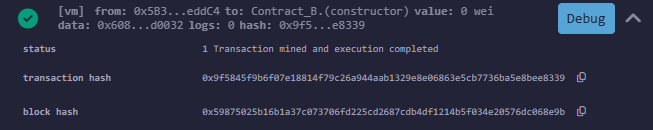 [vm] from: 0x5B3...eddC4 to: Contract_B.(constructor) value: 0 wei
data: 0x608...d0032 logs: 0 hash: 0x9f5...e8339
Debug
status 1 Transaction mined and execution completed
transaction hash 0x9f5845f9b6f07e18814f79c26a944aab1329e8e06863e5cb7736ba5e8bee8339
block hash 0x59875025b16b1a37c073706fd225cd2687cdb4df1214b5f034e20576dc068e9b